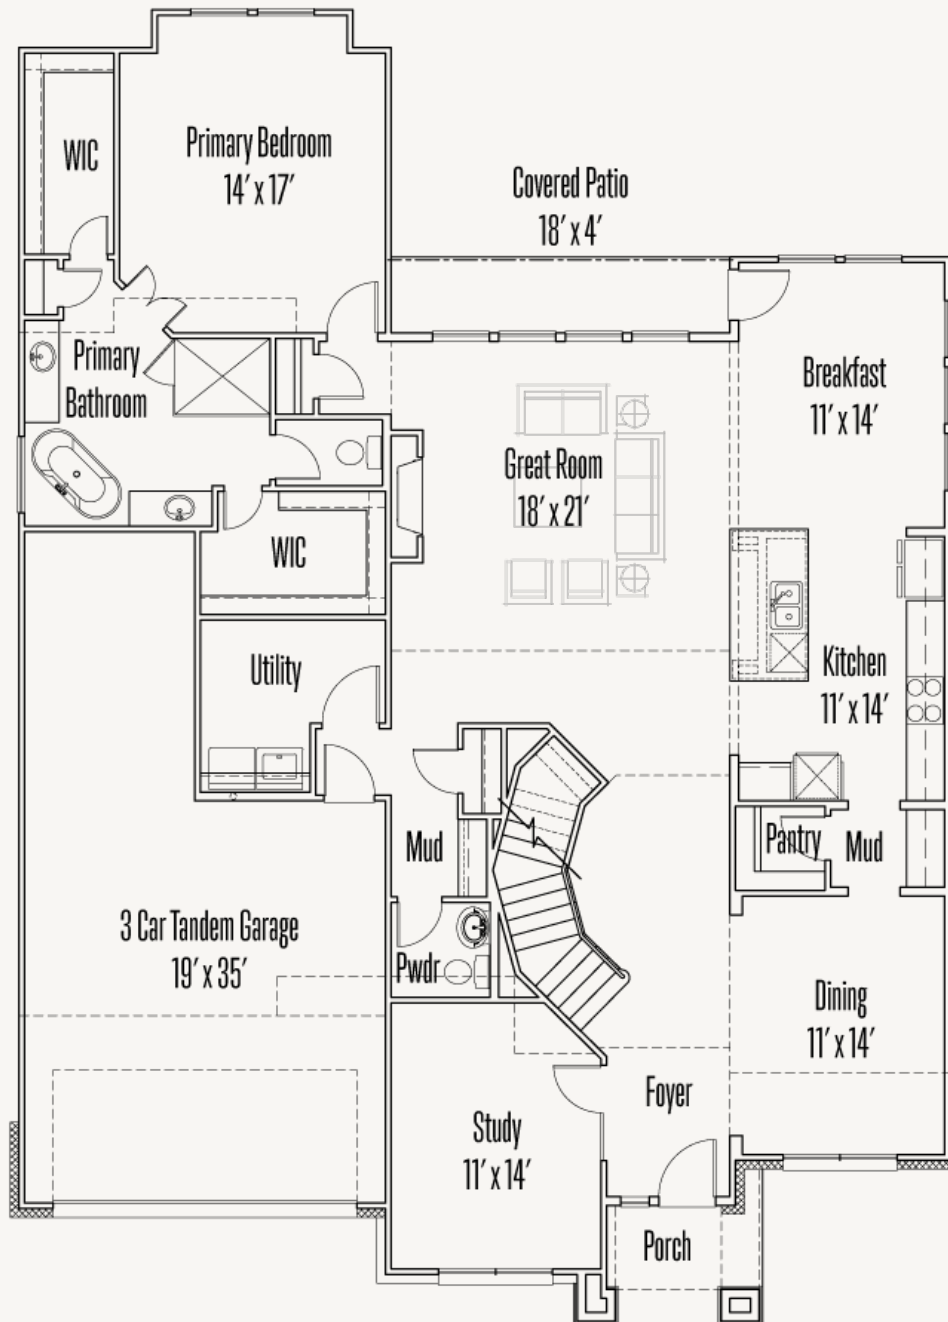 WIC
Primary Bedroom
14' x 17'
Covered Patio
18' x 4'
Primary
Bathroom
Breakfast
11' x 14'
Great Room
18' x 21'
WIC
Utility
Kitchen
11' x 14'
Mud
Pantry
Mud
3 Car Tandem Garage
19' x 35'
Pwdr
Dining
11' x 14'
Foyer
Study
11' x 14'
Porch